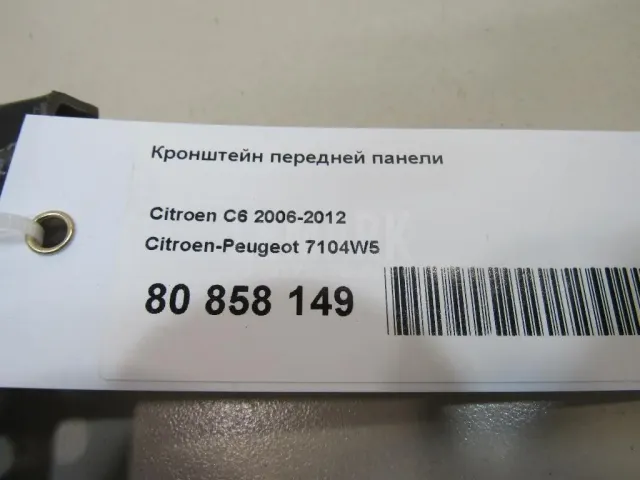 Кронштейн передней панели
Citroen C6 2006-2012
Citroen-Peugeot 7104W5
80 858 149